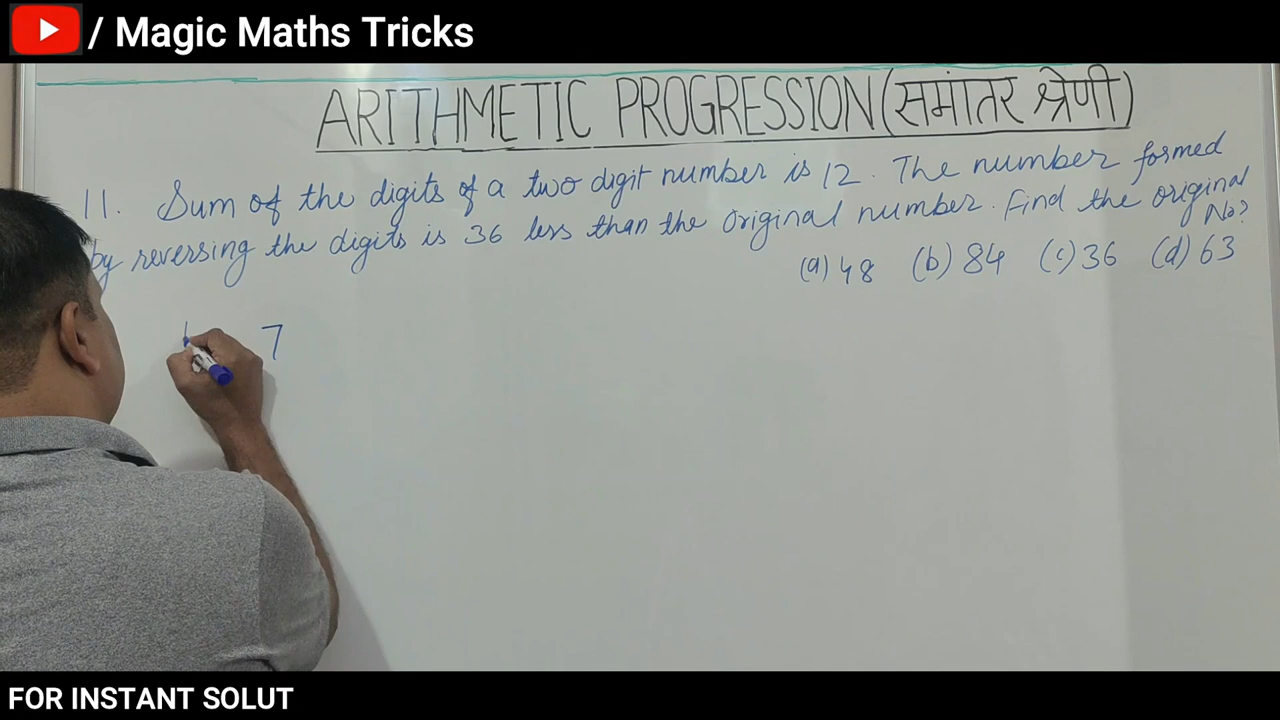 / Magic Maths Tricks
ARITHMETIC PROGRESSION (समांतर श्रेणी)
11. Sum of the digits of a two digit number is 12. The number formed
by reversing the digits is 36 less than the original number. Find the original
No?
(a) 48 (b) 84 (c) 36 (d) 63
7
FOR INSTANT SOLUT